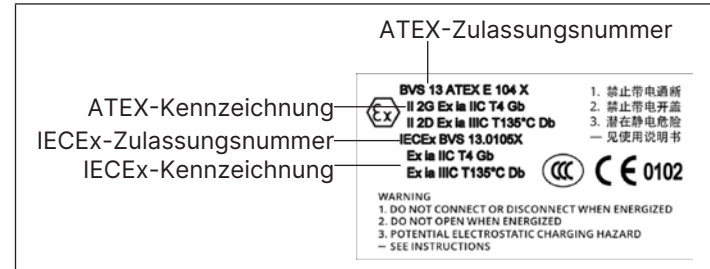 ATEX-Zulassungsnummer
ATEX-Kennzeichnung
IECEx-Zulassungsnummer
IECEx-Kennzeichnung
Ex
BVS 13 ATEX E 104 X
II 2G Ex ia IIC T4 Gb
II 2D Ex ia IIIC T135°C Db
IECEx BVS 13.0105X
Ex ia IIC T4 Gb
Ex ia IIIC T135°C Db
1. 禁止带电通断
2. 禁止带电开盖
3. 潜在静电危险
— 见使用说明书
CCC CE 0102
WARNING
1. DO NOT CONNECT OR DISCONNECT WHEN ENERGIZED
2. DO NOT OPEN WHEN ENERGIZED
3. POTENTIAL ELECTROSTATIC CHARGING HAZARD
— SEE INSTRUCTIONS